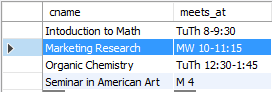 cname meets_at
Intoduction to Math TuTh 8-9:30
Marketing Research MW 10-11:15
Organic Chemistry TuTh 12:30-1:45
Seminar in American Art M 4